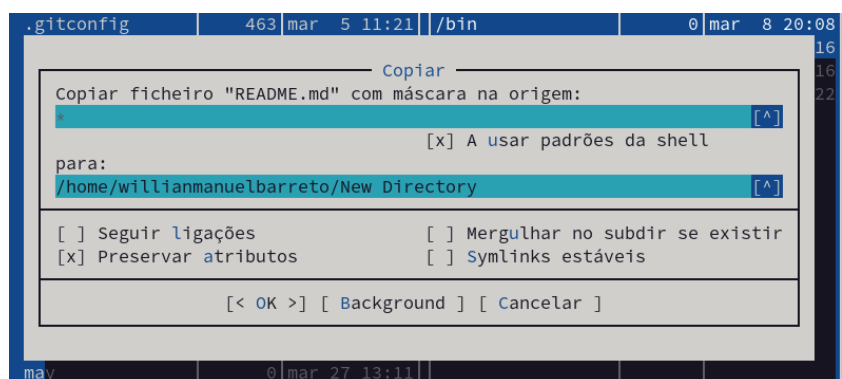 .gitconfig 463 mar 5 11:21 /bin 0 mar 8 20:08
16
Copiar
16
Copiar ficheiro "README.md" com máscara na origem:
22
* [^]
[x] A usar padrões da shell
para:
/home/willianmanuelbarreto/New Directory [^]
[ ] Seguir ligações [ ] Mergulhar no subdir se existir
[x] Preservar atributos [ ] Symlinks estáveis
[< OK >] [ Background ] [ Cancelar ]
may 0 mar 27 13:11